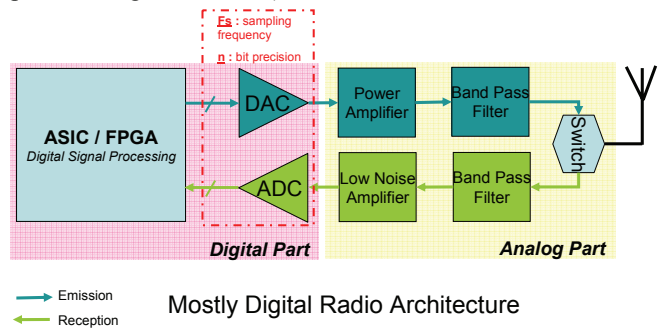 Fs : sampling
frequency
n : bit precision
ASIC / FPGA
Digital Signal Processing
DAC
Power
Amplifier
Band Pass
Filter
Switch
ADC
Low Noise
Amplifier
Band Pass
Filter
Digital Part
Analog Part
Emission
Reception
Mostly Digital Radio Architecture